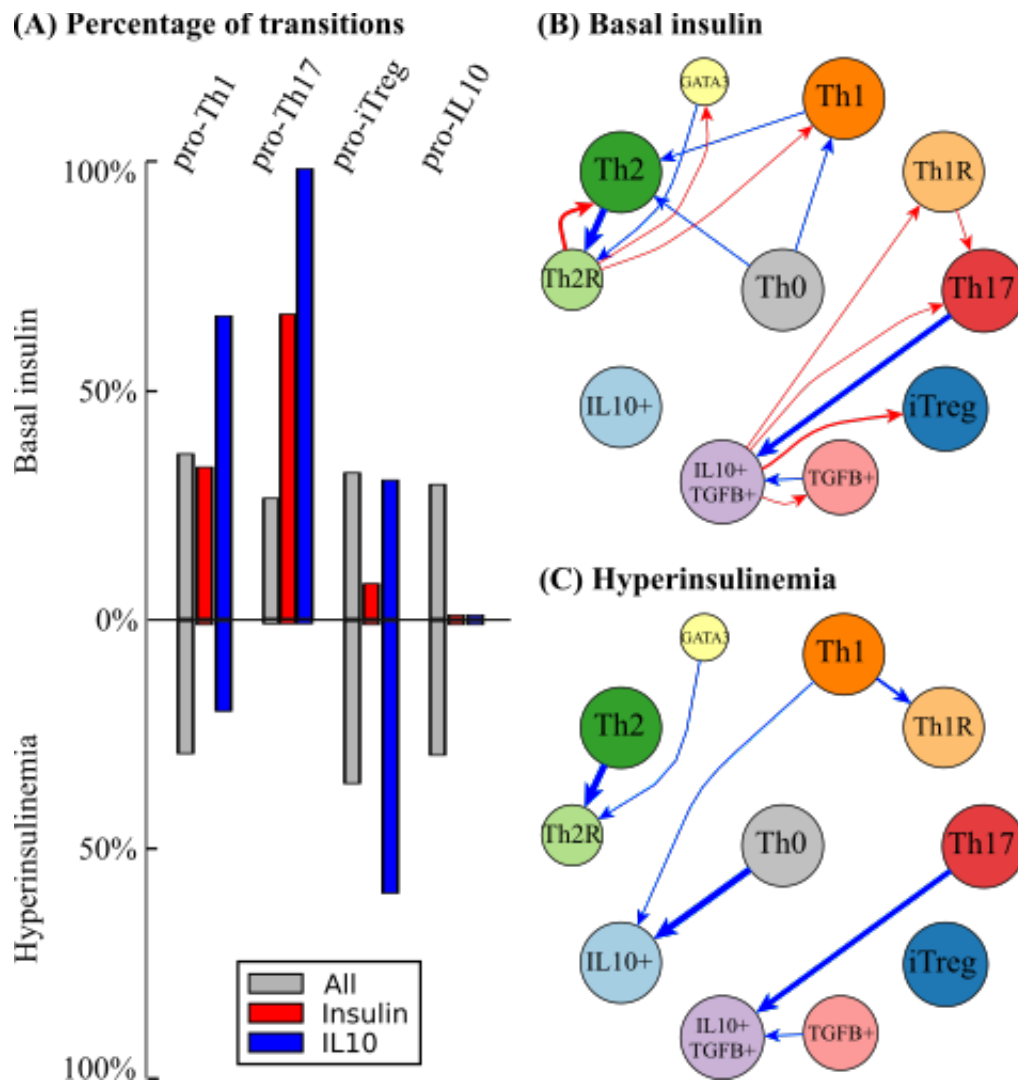 (A) Percentage of transitions
pro-Th1
pro-Th17
pro-iTreg
pro-IL10
100%
50%
0%
50%
100%
Basal insulin
Hyperinsulinemia
All
Insulin
IL10
(B) Basal insulin
GATA3
Th1
Th2
Th1R
Th2R
Th0
Th17
IL10+
iTreg
IL10+
TGFB+
TGFB+
(C) Hyperinsulinemia
GATA3
Th1
Th2
Th1R
Th2R
Th0
Th17
IL10+
iTreg
IL10+
TGFB+
TGFB+